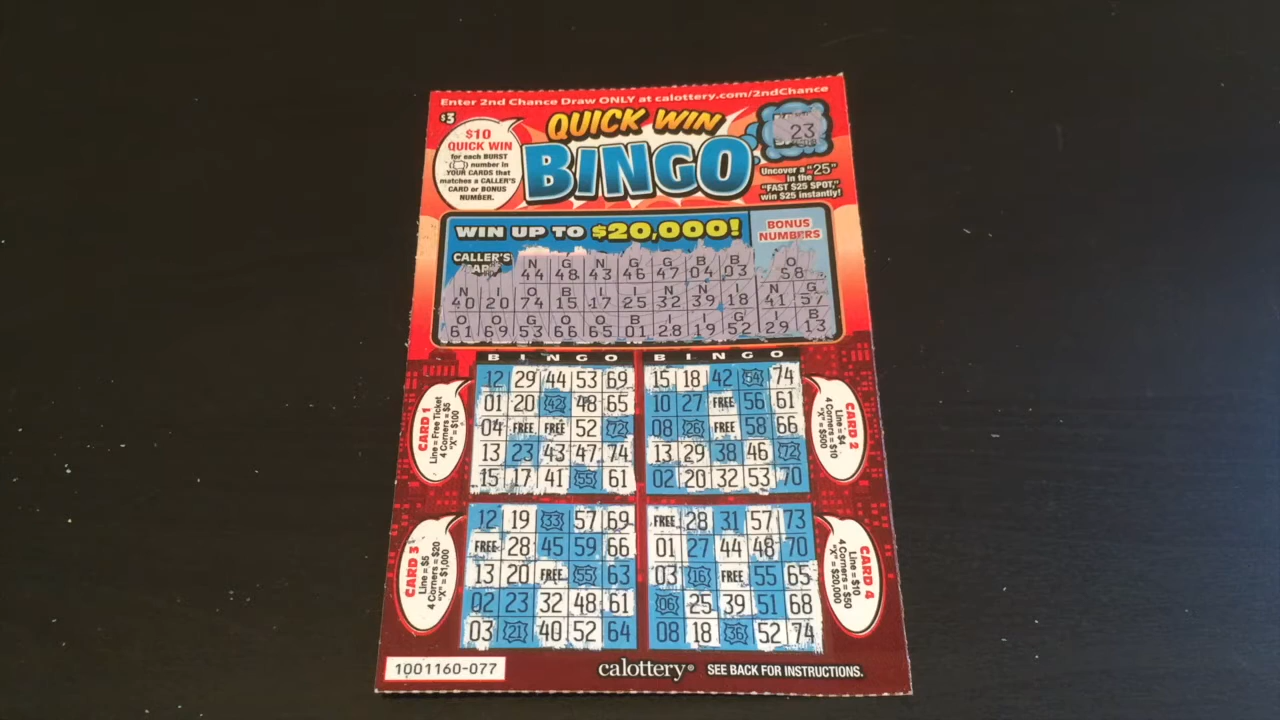 Enter 2nd Chance Draw ONLY at calottery.com/2ndChance
$3
$10
QUICK WIN
for each BURST
( ) number in
YOUR CARDS that
matches a CALLER'S
CARD or BONUS
NUMBER.
QUICK WIN
BINGO
23
Uncover a "25"
in the
"FAST $25 SPOT,"
win $25 instantly!
WIN UP TO $20,000!
BONUS
NUMBERS
CALLER'S
N G N G G B B O
44 48 43 46 47 04 03 58
N I O B I I N N I N G
40 20 74 15 17 25 32 39 18 41 57
O O G O O B I I G I B
61 69 53 66 65 01 28 19 52 29 13
B I N G O
12 29 44 53 69
01 20 42 48 65
04 FREE FREE 52 72
13 23 43 47 74
15 17 41 55 61
CARD 1
Line = Free Ticket
4 Corners = $5
"X" = $100
B I N G O
15 18 42 54 74
10 27 FREE 56 61
08 26 FREE 58 66
13 29 38 46 72
02 20 32 53 70
CARD 2
Line = $4
4 Corners = $10
"X" = $500
12 19 33 57 69
FREE 28 45 59 66
13 20 FREE 55 63
02 23 32 48 61
03 21 40 52 64
CARD 3
Line = $5
4 Corners = $20
"X" = $1,000
FREE 28 31 57 73
01 27 44 48 70
03 16 FREE 55 65
06 25 39 51 68
08 18 36 52 74
CARD 4
Line = $10
4 Corners = $50
"X" = $20,000
1001160-077
calottery®
SEE BACK FOR INSTRUCTIONS.